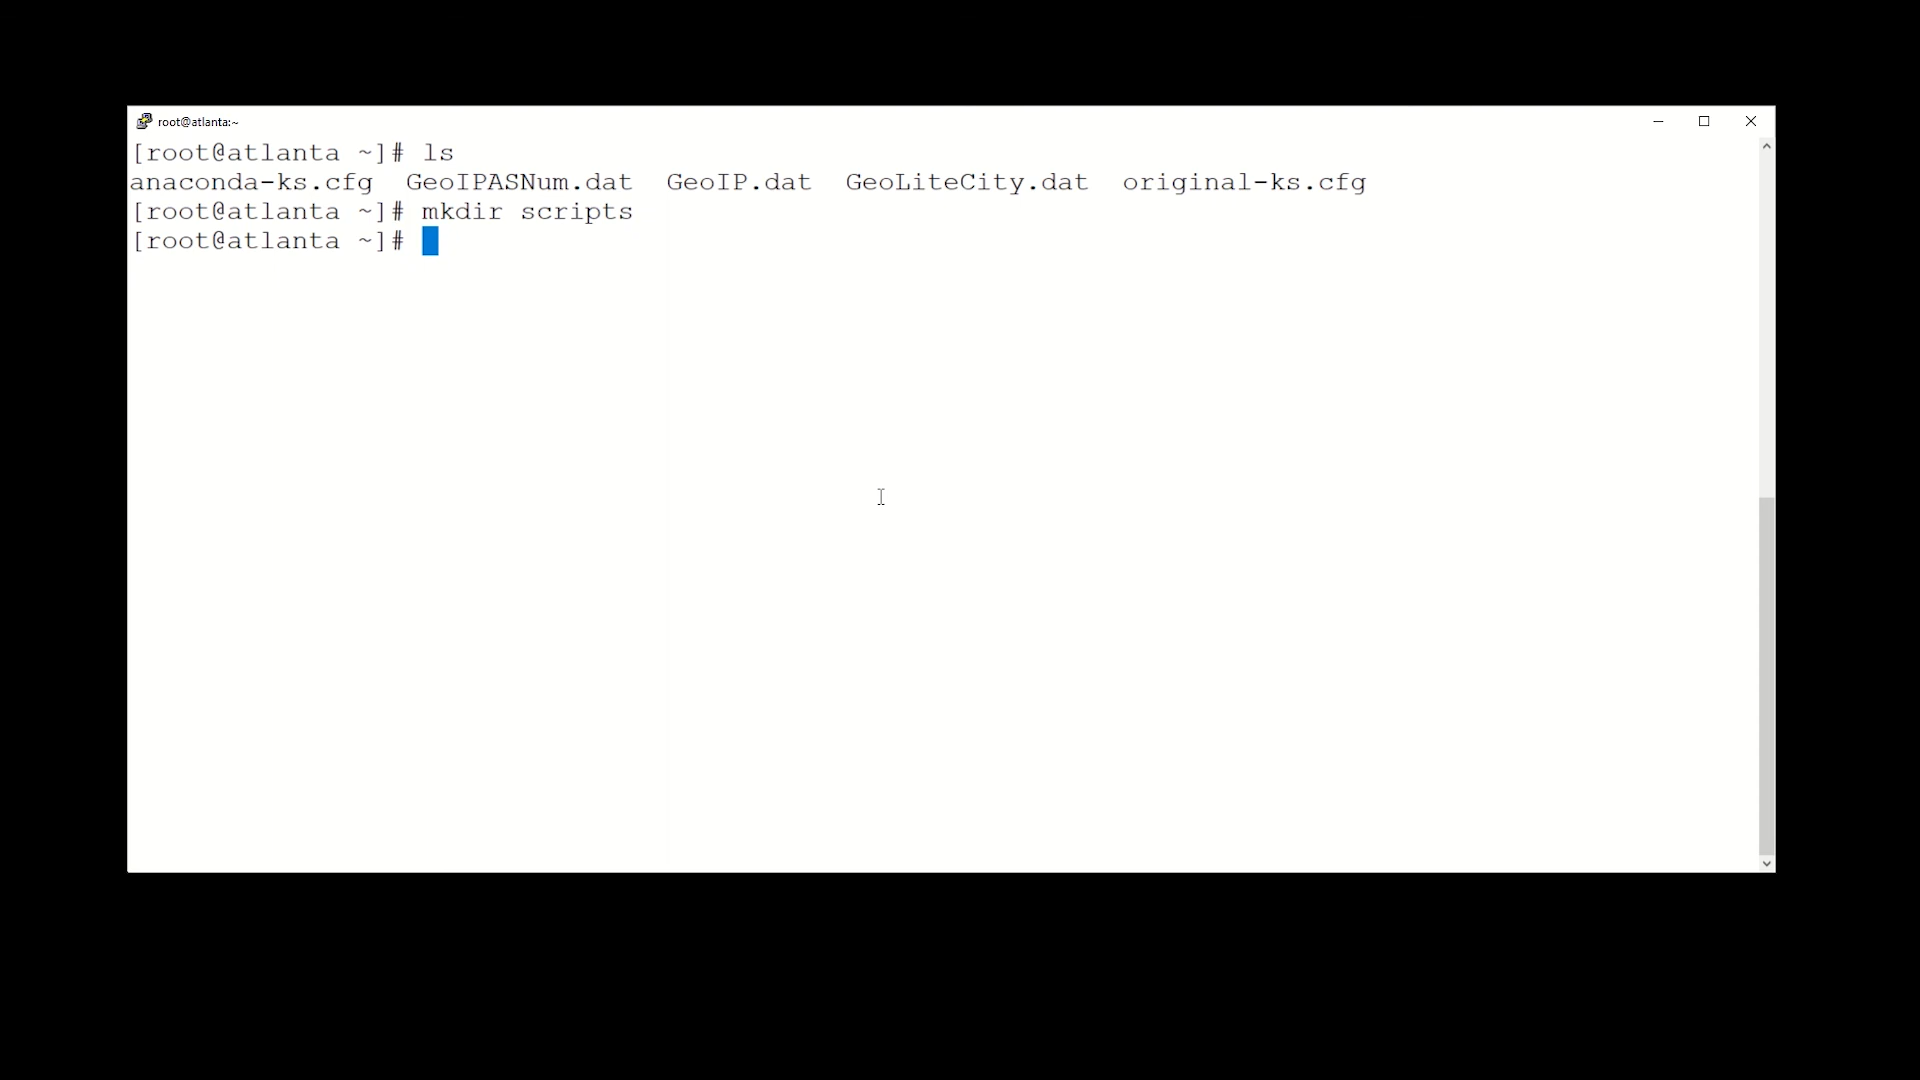 root@atlanta:~
[root@atlanta ~]# ls
anaconda-ks.cfg  GeoIPASNum.dat  GeoIP.dat  GeoLiteCity.dat  original-ks.cfg
[root@atlanta ~]# mkdir scripts
[root@atlanta ~]#